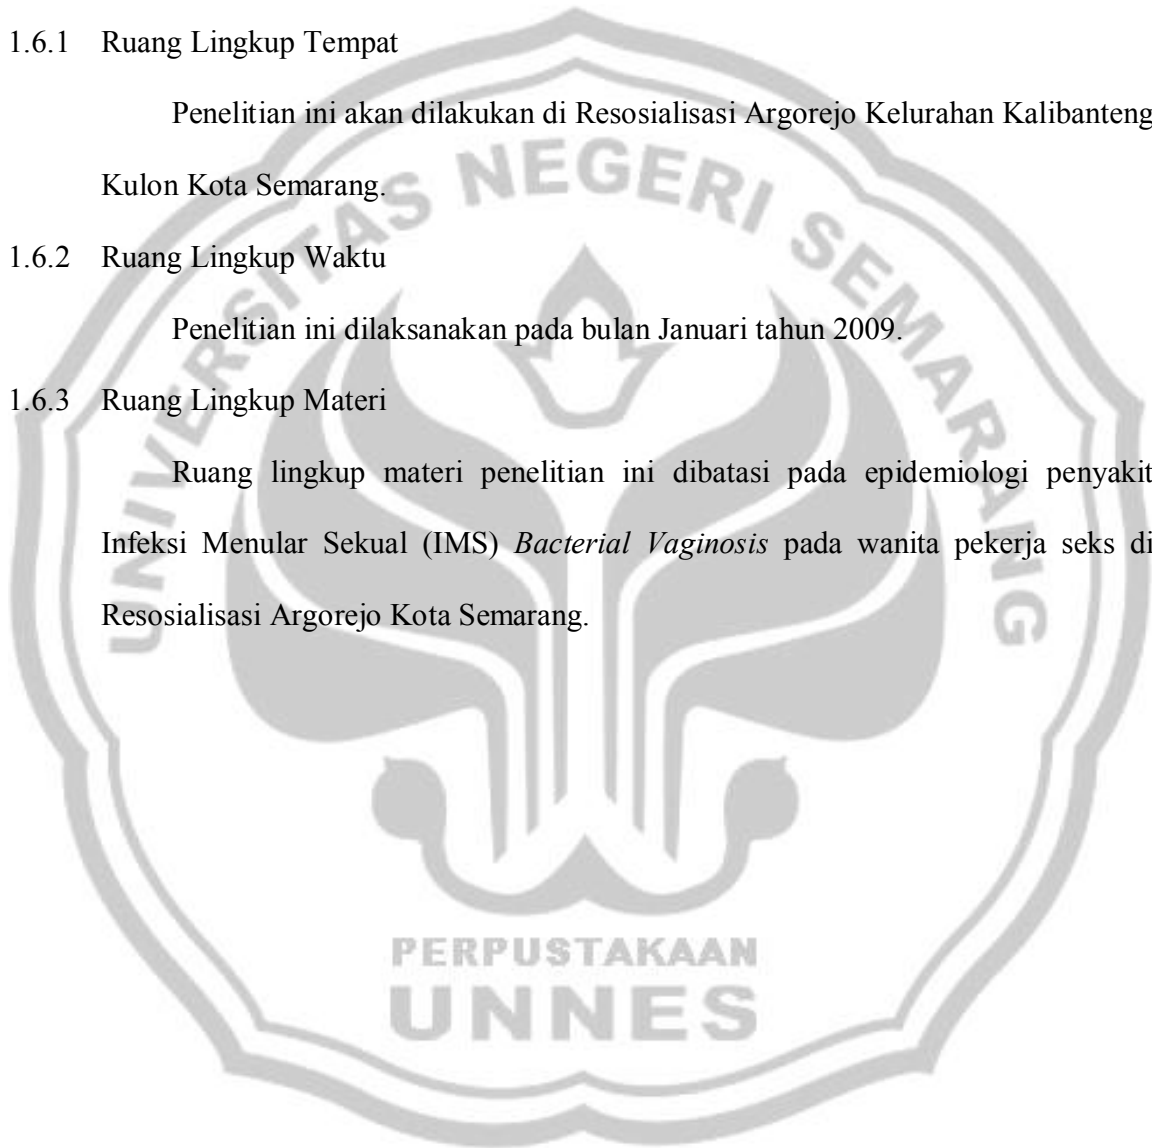 1.6.1 Ruang Lingkup Tempat
Penelitian ini akan dilakukan di Resosialisasi Argorejo Kelurahan Kalibanteng
Kulon Kota Semarang.
1.6.2 Ruang Lingkup Waktu
Penelitian ini dilaksanakan pada bulan Januari tahun 2009.
1.6.3 Ruang Lingkup Materi
Ruang lingkup materi penelitian ini dibatasi pada epidemiologi penyakit
Infeksi Menular Sekual (IMS) Bacterial Vaginosis pada wanita pekerja seks di
Resosialisasi Argorejo Kota Semarang.
UNIVERSITAS NEGERI SEMARANG
PERPUSTAKAAN
UNNES